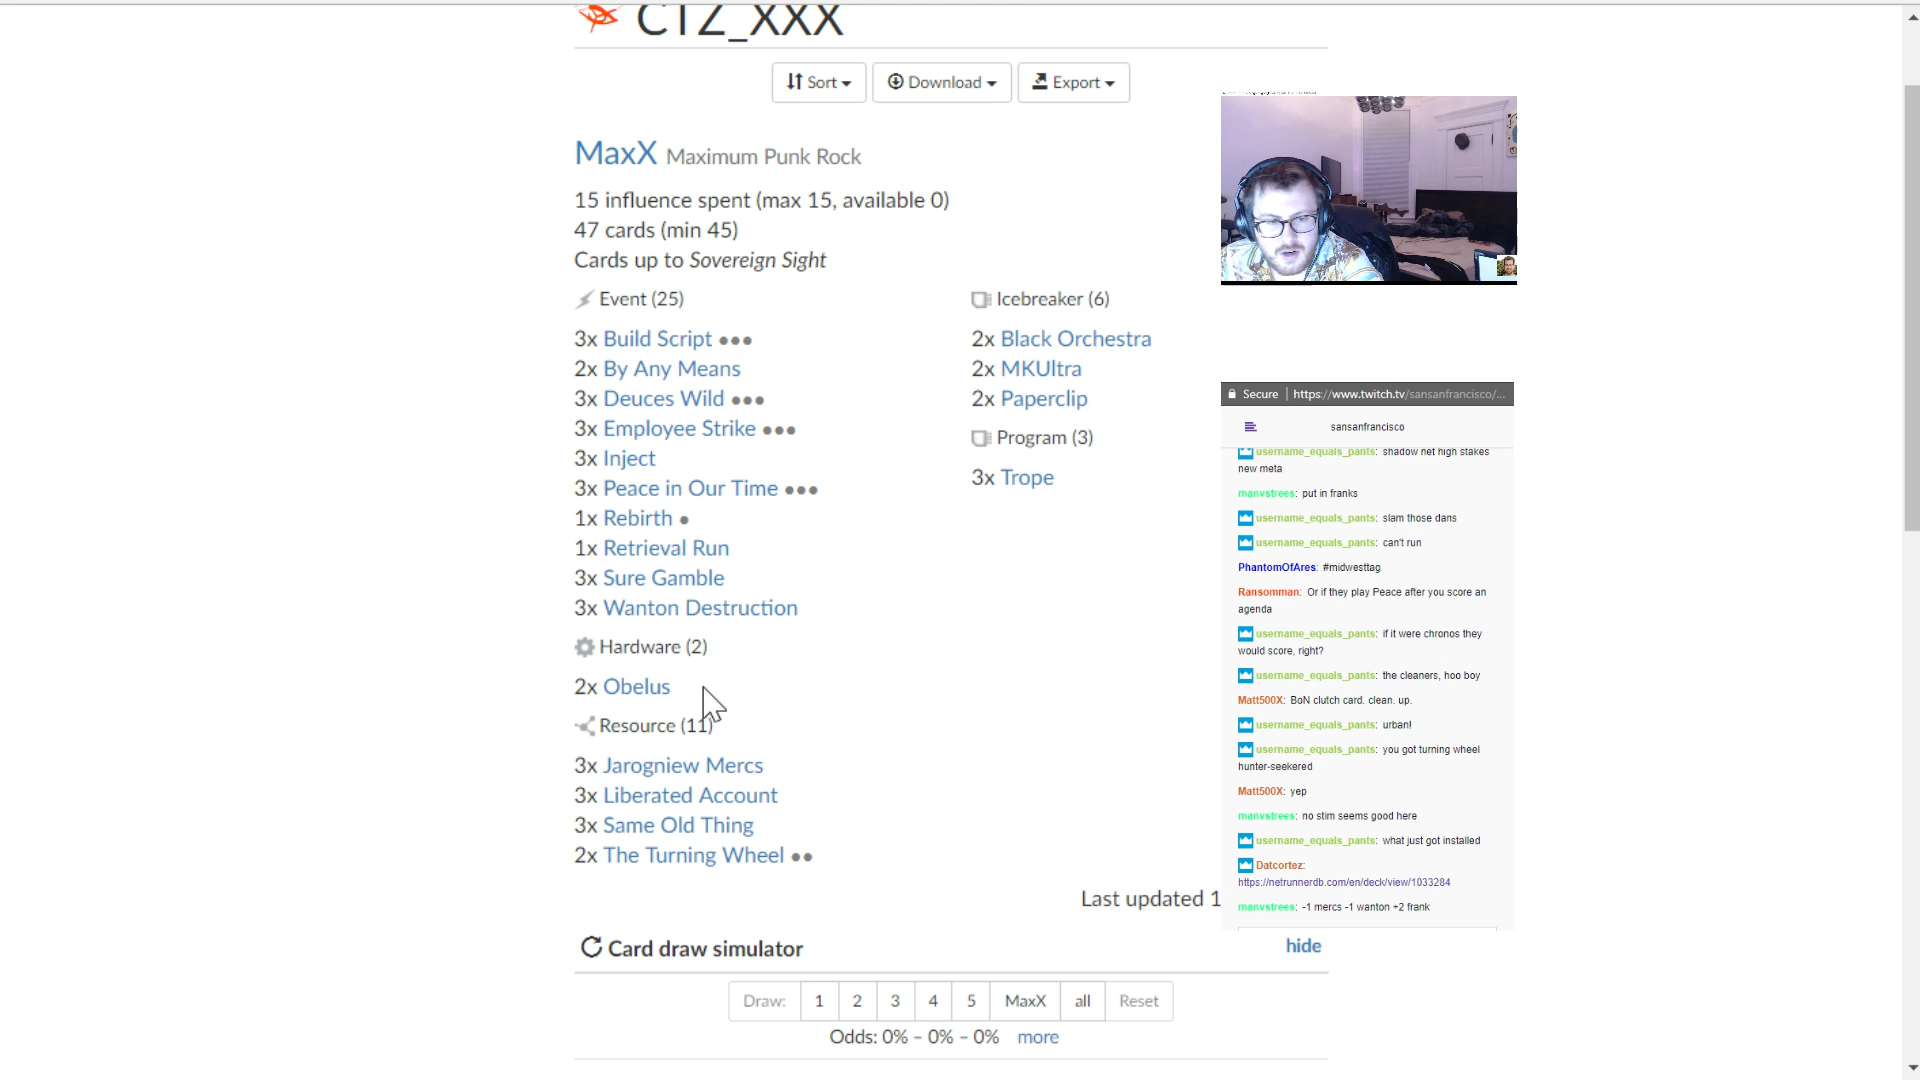 CTZ_XXX
Sort
Download
Export
MaxX Maximum Punk Rock
15 influence spent (max 15, available 0)
47 cards (min 45)
Cards up to Sovereign Sight
Event (25)
3x Build Script •••
2x By Any Means
3x Deuces Wild •••
3x Employee Strike •••
3x Inject
3x Peace in Our Time •••
1x Rebirth •
1x Retrieval Run
3x Sure Gamble
3x Wanton Destruction
Hardware (2)
2x Obelus
Resource (11)
3x Jarogniew Mercs
3x Liberated Account
3x Same Old Thing
2x The Turning Wheel ••
Icebreaker (6)
2x Black Orchestra
2x MKUltra
2x Paperclip
Program (3)
3x Trope
Last updated 1
Card draw simulator
hide
Draw: 1 2 3 4 5 MaxX all Reset
Odds: 0% – 0% – 0% more
Secure https://www.twitch.tv/sansanfrancisco/...
sansanfrancisco
username_equals_pants: shadow net high stakes
new meta
manvstrees: put in franks
username_equals_pants: slam those dans
username_equals_pants: can't run
PhantomOfAres: #midwesttag
Ransomman: Or if they play Peace after you score an
agenda
username_equals_pants: if it were chronos they
would score, right?
username_equals_pants: the cleaners, hoo boy
Matt500X: BoN clutch card. clean. up.
username_equals_pants: urban!
username_equals_pants: you got turning wheel
hunter-seekered
Matt500X: yep
manvstrees: no stim seems good here
username_equals_pants: what just got installed
Datcortez:
https://netrunnerdb.com/en/deck/view/1033284
manvstrees: -1 mercs -1 wanton +2 frank